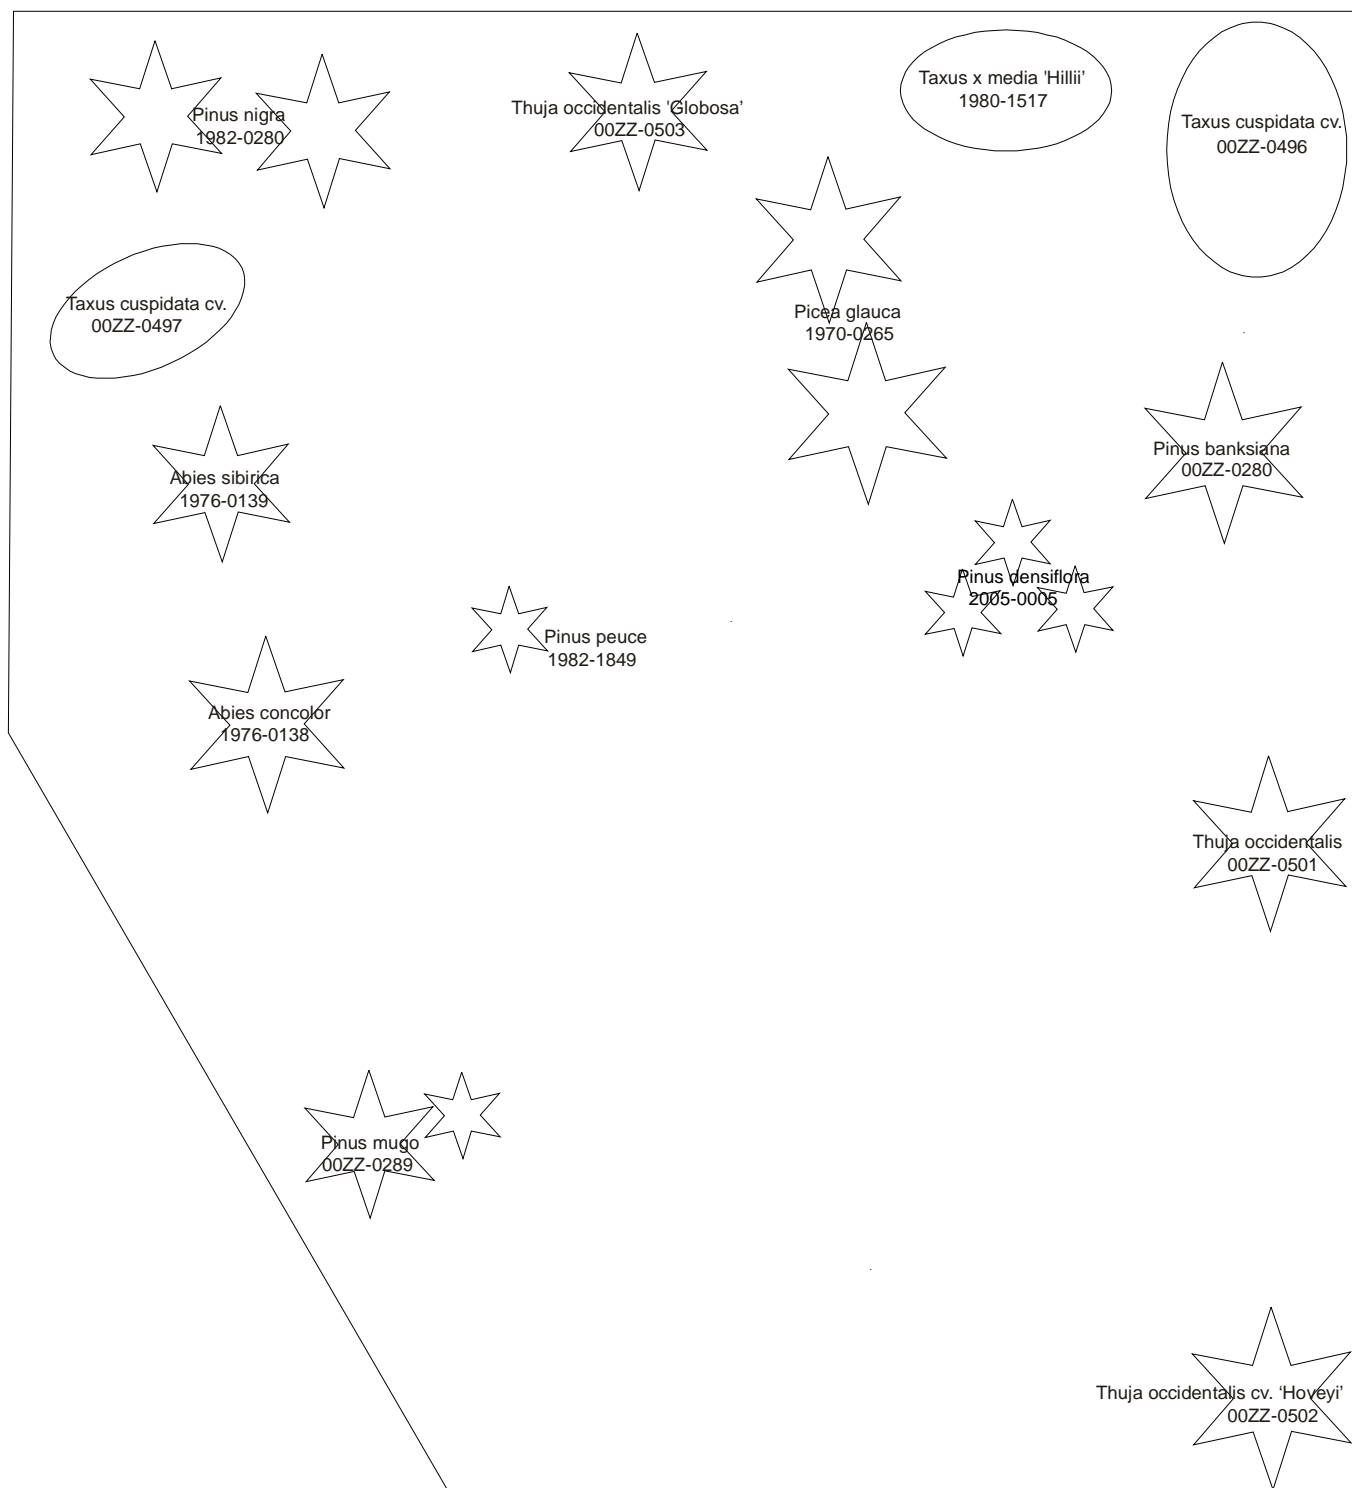 Taxus x media 'Hillii’
1980-1517
Thuja occidentalis 'Globosa’
00ZZ-0503
Pinus nigra
1982-0280
Taxus cuspidata cv.
00ZZ-0496
Taxus cuspidata cv.
00ZZ-0497
Picea glauca
1970-0265
Pinus banksiana
00ZZ-0280
Abies sibirica
1976-0139
Pinus densiflora
2005-0005
Pinus peuce
1982-1849
Abies concolor
1976-0138
Thuja occidentalis
00ZZ-0501
Pinus mugo
00ZZ-0289
Thuja occidentalis cv. ‘Hoveyi’
00ZZ-0502